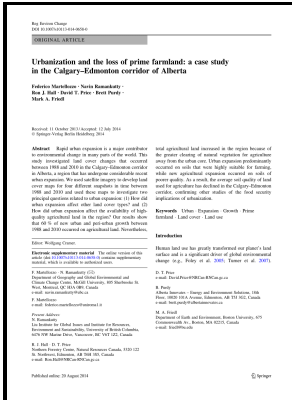 Reg Environ Change
DOI 10.1007/s10113-014-0658-0
ORIGINAL ARTICLE
Urbanization and the loss of prime farmland: a case study
in the Calgary–Edmonton corridor of Alberta
Federico Martellozzo · Navin Ramankutty ·
Ron J. Hall · David T. Price · Brett Purdy ·
Mark A. Friedl
Received: 11 October 2013 / Accepted: 12 July 2014
© Springer-Verlag Berlin Heidelberg 2014
Abstract Rapid urban expansion is a major contributor
to environmental change in many parts of the world. This
study investigated land cover changes that occurred
between 1988 and 2010 in the Calgary–Edmonton corridor
in Alberta, a region that has undergone considerable recent
urban expansion. We used satellite imagery to develop land
cover maps for four different snapshots in time between
1988 and 2010 and used these maps to investigate two
principal questions related to urban expansion: (1) How did
urban expansion affect other land cover types? and (2)
How did urban expansion affect the availability of high-
quality agricultural land in the region? Our results show
that 60 % of new urban and peri-urban growth between
1988 and 2010 occurred on agricultural land. Nevertheless,
Editor: Wolfgang Cramer.
Electronic supplementary material The online version of this
article (doi:10.1007/s10113-014-0658-0) contains supplementary
material, which is available to authorized users.
F. Martellozzo · N. Ramankutty
Department of Geography and Global Environmental and
Climate Change Centre, McGill University, 805 Sherbrooke St
West, Montreal, QC H3A 0B9, Canada
e-mail: navin.ramankutty@ubc.ca
F. Martellozzo
e-mail: federico.martellozzo@uniroma1.it
Present Address:
N. Ramankutty
Liu Institute for Global Issues and Institute for Resources,
Environment and Sustainability, University of British Columbia,
6476 NW Marine Drive, Vancouver, BC V6T 1Z2, Canada
R. J. Hall · D. T. Price
Northern Forestry Centre, Natural Resources Canada, 5320 122
St. Northwest, Edmonton, AB T6H 3S5, Canada
e-mail: Ron.Hall@NRCan-RNCan.gc.ca
total agricultural land increased in the region because of
the greater clearing of natural vegetation for agriculture
away from the urban core. Urban expansion predominantly
occurred on soils that were highly suitable for farming,
while new agricultural expansion occurred on soils of
power quality. As a result, the average soil quality of land
used for agriculture has declined in the Calgary–Edmonton
corridor, confirming other studies of the food security
implications of urbanization.
Keywords Urban · Expansion · Growth · Prime ·
Farmland · Land cover · Land use
Introduction
Human land use has greatly transformed our planet's land
surface and is a significant driver of global environmental
change (e.g., Foley et al. 2005; Turner et al. 2007).
D. T. Price
e-mail: David.Price@NRCan-RNCan.gc.ca
B. Purdy
Alberta Innovates – Energy and Environment Solutions, 18th
Floor, 10020 101A Avenue, Edmonton, AB T5J 3G2, Canada
e-mail: brett.purdy@albertainnovates.ca
M. A. Friedl
Department of Earth and Environment, Boston University, 675
Commonwealth Av., Boston, MA 02215, Canada
e-mail: friedl@bu.edu
Published online: 20 August 2014
Springer